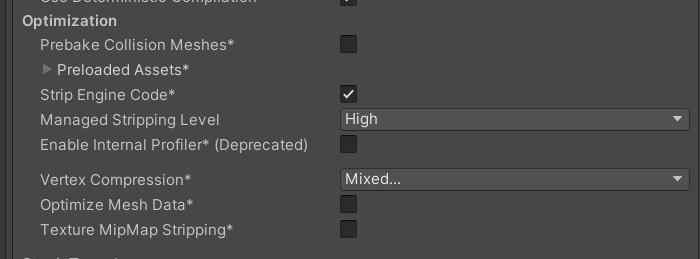 Optimization
Prebake Collision Meshes*
Preloaded Assets*
Strip Engine Code*
Managed Stripping Level High
Enable Internal Profiler* (Deprecated)
Vertex Compression* Mixed...
Optimize Mesh Data*
Texture MipMap Stripping*